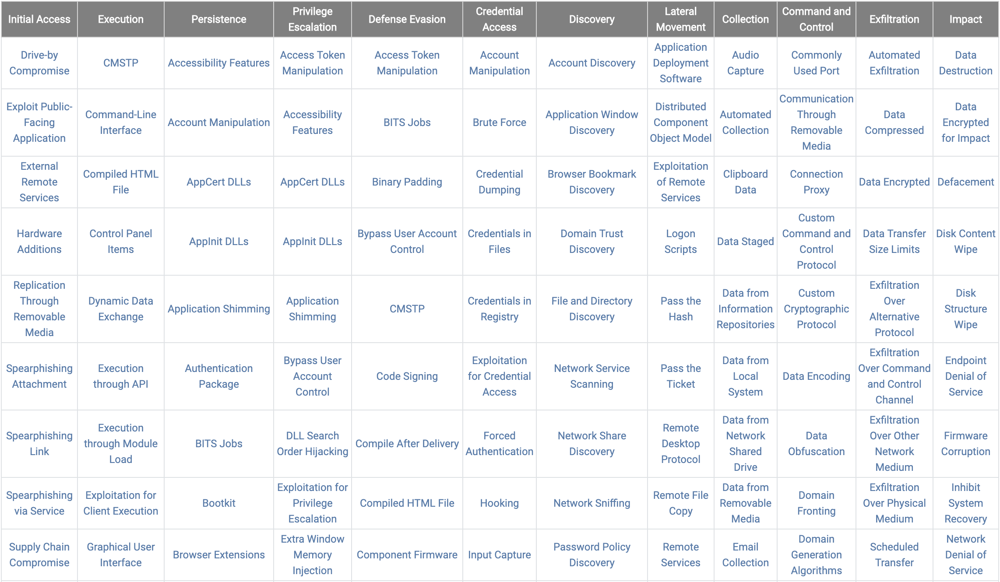 Initial Access
Execution
Persistence
Privilege
Escalation
Defense Evasion
Credential
Access
Discovery
Lateral
Movement
Collection
Command and
Control
Exfiltration
Impact
Drive-by
Compromise
CMSTP
Accessibility Features
Access Token
Manipulation
Access Token
Manipulation
Account
Manipulation
Account Discovery
Application
Deployment
Software
Audio
Capture
Commonly
Used Port
Automated
Exfiltration
Data
Destruction
Exploit Public-
Facing
Application
Command-Line
Interface
Account Manipulation
Accessibility
Features
BITS Jobs
Brute Force
Application Window
Discovery
Distributed
Component
Object Model
Automated
Collection
Communication
Through
Removable
Media
Data
Compressed
Data
Encrypted
for Impact
External
Remote
Services
Compiled HTML
File
AppCert DLLs
AppCert DLLs
Binary Padding
Credential
Dumping
Browser Bookmark
Discovery
Exploitation
of Remote
Services
Clipboard
Data
Connection
Proxy
Data Encrypted
Defacement
Hardware
Additions
Control Panel
Items
AppInit DLLs
AppInit DLLs
Bypass User Account
Control
Credentials in
Files
Domain Trust
Discovery
Logon
Scripts
Data Staged
Custom
Command and
Control
Protocol
Data Transfer
Size Limits
Disk Content
Wipe
Replication
Through
Removable
Media
Dynamic Data
Exchange
Application Shimming
Application
Shimming
CMSTP
Credentials in
Registry
File and Directory
Discovery
Pass the
Hash
Data from
Information
Repositories
Custom
Cryptographic
Protocol
Exfiltration
Over
Alternative
Protocol
Disk
Structure
Wipe
Spearphishing
Attachment
Execution
through API
Authentication
Package
Bypass User
Account
Control
Code Signing
Exploitation
for Credential
Access
Network Service
Scanning
Pass the
Ticket
Data from
Local
System
Data Encoding
Exfiltration
Over Command
and Control
Channel
Endpoint
Denial of
Service
Spearphishing
Link
Execution
through Module
Load
BITS Jobs
DLL Search
Order Hijacking
Compile After Delivery
Forced
Authentication
Network Share
Discovery
Remote
Desktop
Protocol
Data from
Network
Shared
Drive
Data
Obfuscation
Exfiltration
Over Other
Network
Medium
Firmware
Corruption
Spearphishing
via Service
Exploitation for
Client Execution
Bootkit
Exploitation for
Privilege
Escalation
Compiled HTML File
Hooking
Network Sniffing
Remote File
Copy
Data from
Removable
Media
Domain
Fronting
Exfiltration
Over Physical
Medium
Inhibit
System
Recovery
Supply Chain
Compromise
Graphical User
Interface
Browser Extensions
Extra Window
Memory
Injection
Component Firmware
Input Capture
Password Policy
Discovery
Remote
Services
Email
Collection
Domain
Generation
Algorithms
Scheduled
Transfer
Network
Denial of
Service